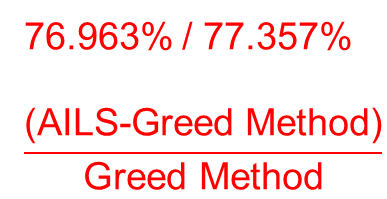 76.963% / 77.357%
(AILS-Greed Method)
Greed Method